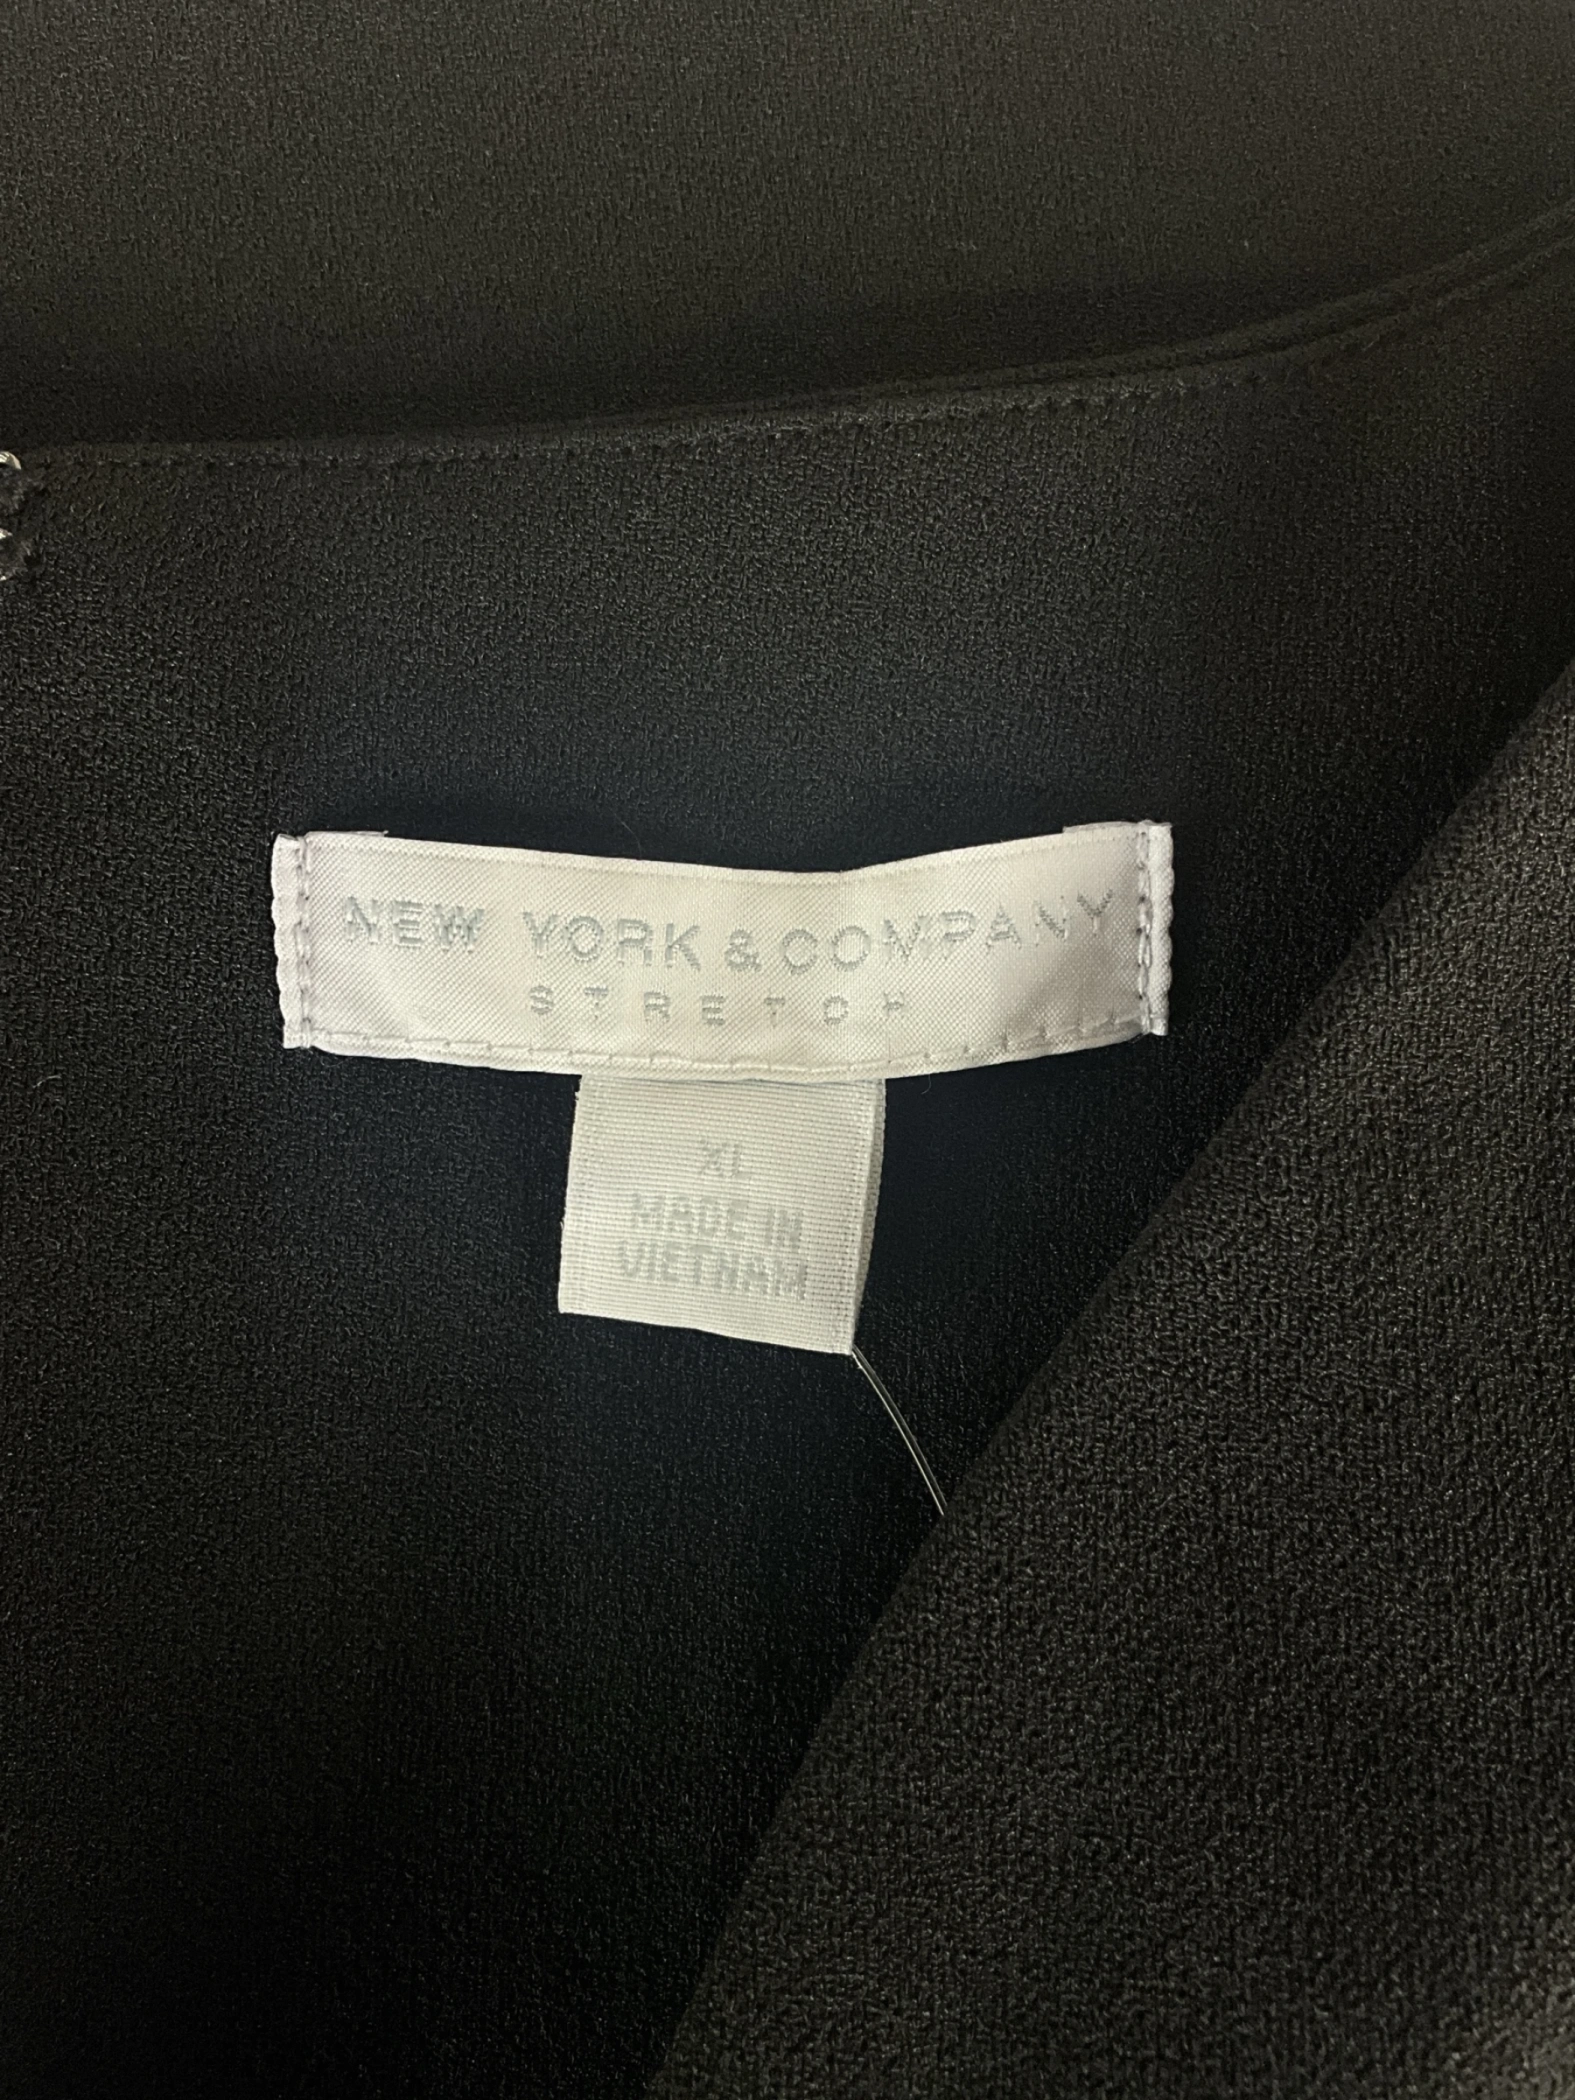 NEW YORK & COMPANY
STRETCH
XL
MADE IN
VIETNAM